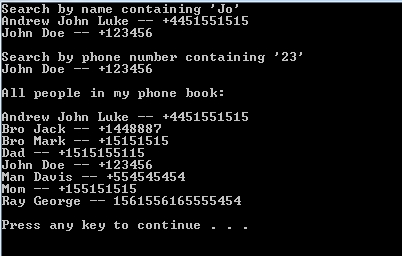 Search by name containing 'Jo'
Andrew John Luke -- +4451551515
John Doe -- +123456
Search by phone number containing '23'
John Doe -- +123456
All people in my phone book:
Andrew John Luke -- +4451551515
Bro Jack -- +1448887
Bro Mark -- +15151515
Dad -- +1515155115
John Doe -- +123456
Man Davis -- +554545454
Mom -- +155151515
Ray George -- 1561556165555454
Press any key to continue . . .